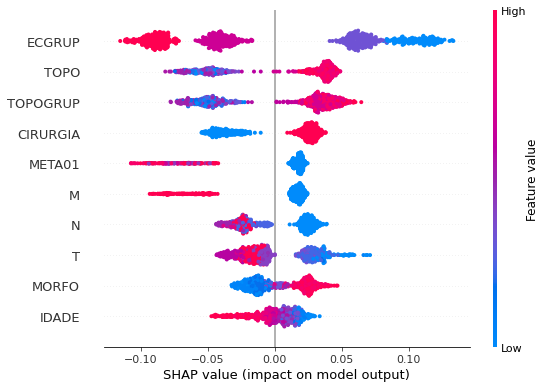 High
ECGRUP
TOPO
TOPOGRUP
CIRURGIA
META01
M
N
T
MORFO
IDADE
Feature value
Low
−0.10 −0.05 0.00 0.05 0.10
SHAP value (impact on model output)